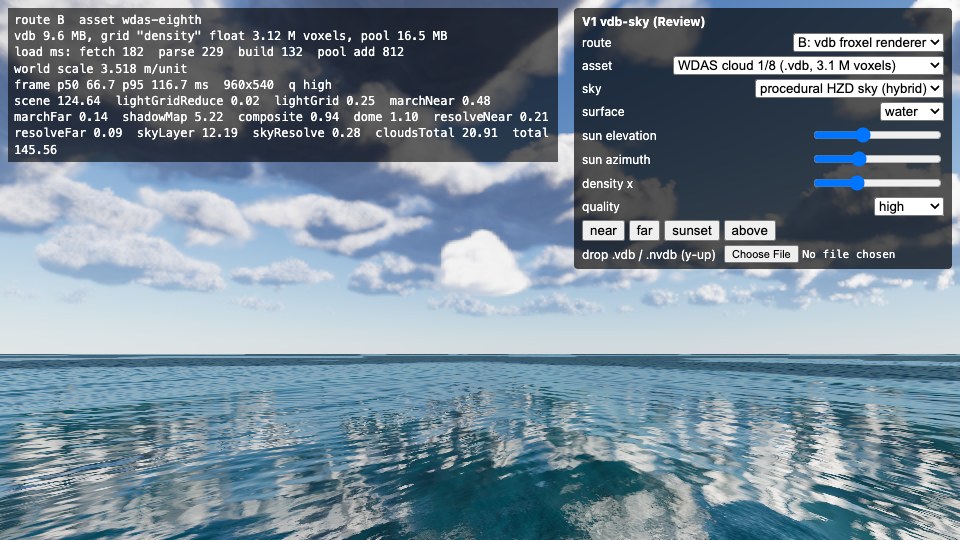 route B  asset wdas-eighth
vdb 9.6 MB, grid "density" float 3.12 M voxels, pool 16.5 MB
load ms: fetch 182  parse 229  build 132  pool add 812
world scale 3.518 m/unit
frame p50 66.7 p95 116.7 ms  960x540  q high
scene 124.64  lightGridReduce 0.02  lightGrid 0.25  marchNear 0.48
marchFar 0.14  shadowMap 5.22  composite 0.94  dome 1.10  resolveNear 0.21
resolveFar 0.09  skyLayer 12.19  skyResolve 0.28  cloudsTotal 20.91  total
145.56
V1 vdb-sky (Review)
route B: vdb froxel renderer
asset WDAS cloud 1/8 (.vdb, 3.1 M voxels)
sky procedural HZD sky (hybrid)
surface water
sun elevation
sun azimuth
density x
quality high
near far sunset above
drop .vdb / .nvdb (y-up) Choose File No file chosen